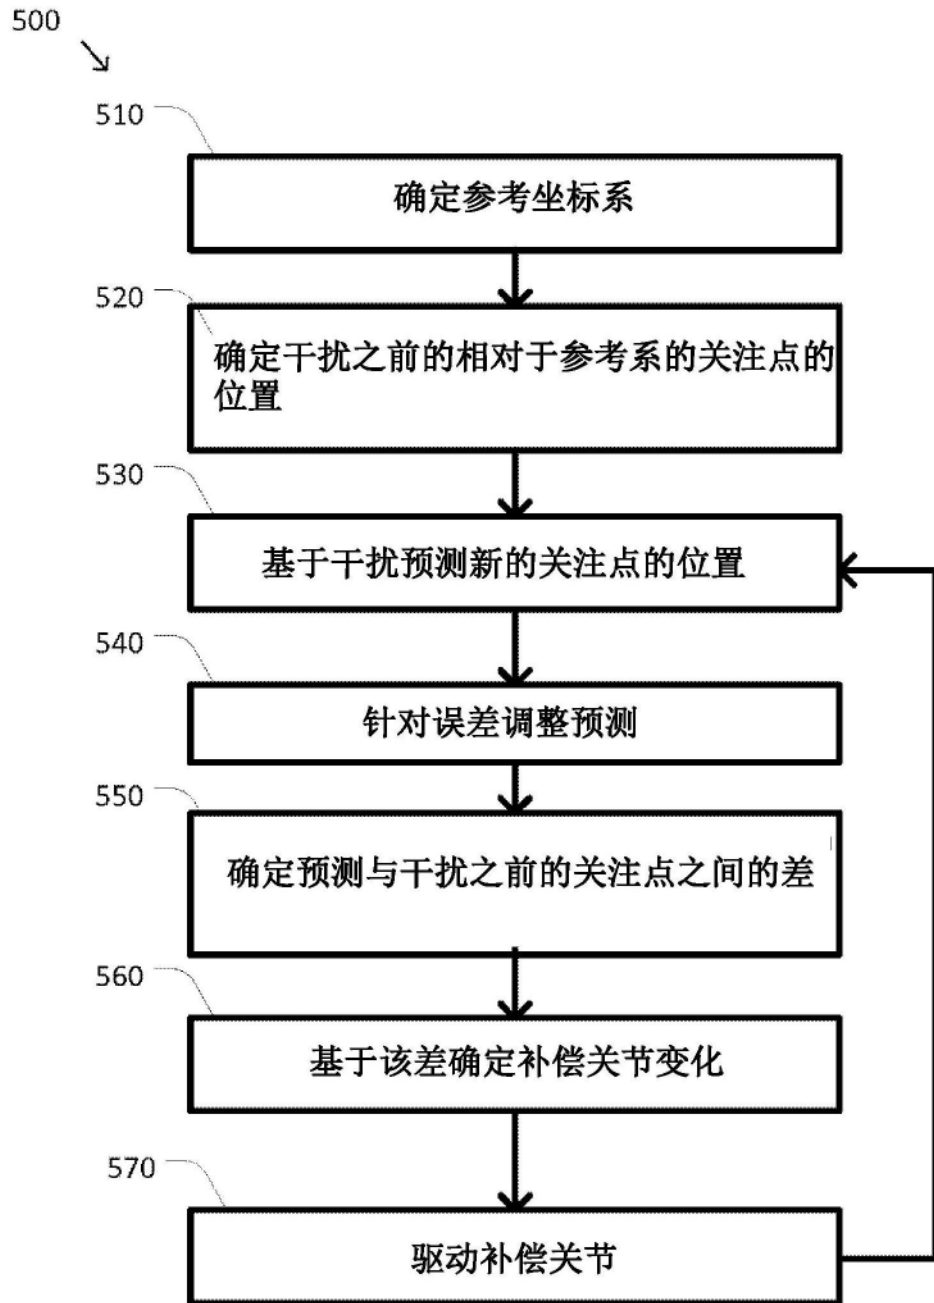 500
510
确定参考坐标系
520
确定干扰之前的相对于参考系的关注点的
位置
530
基于干扰预测新的关注点的位置
540
针对误差调整预测
550
确定预测与干扰之前的关注点之间的差
560
基于该差确定补偿关节变化
570
驱动补偿关节